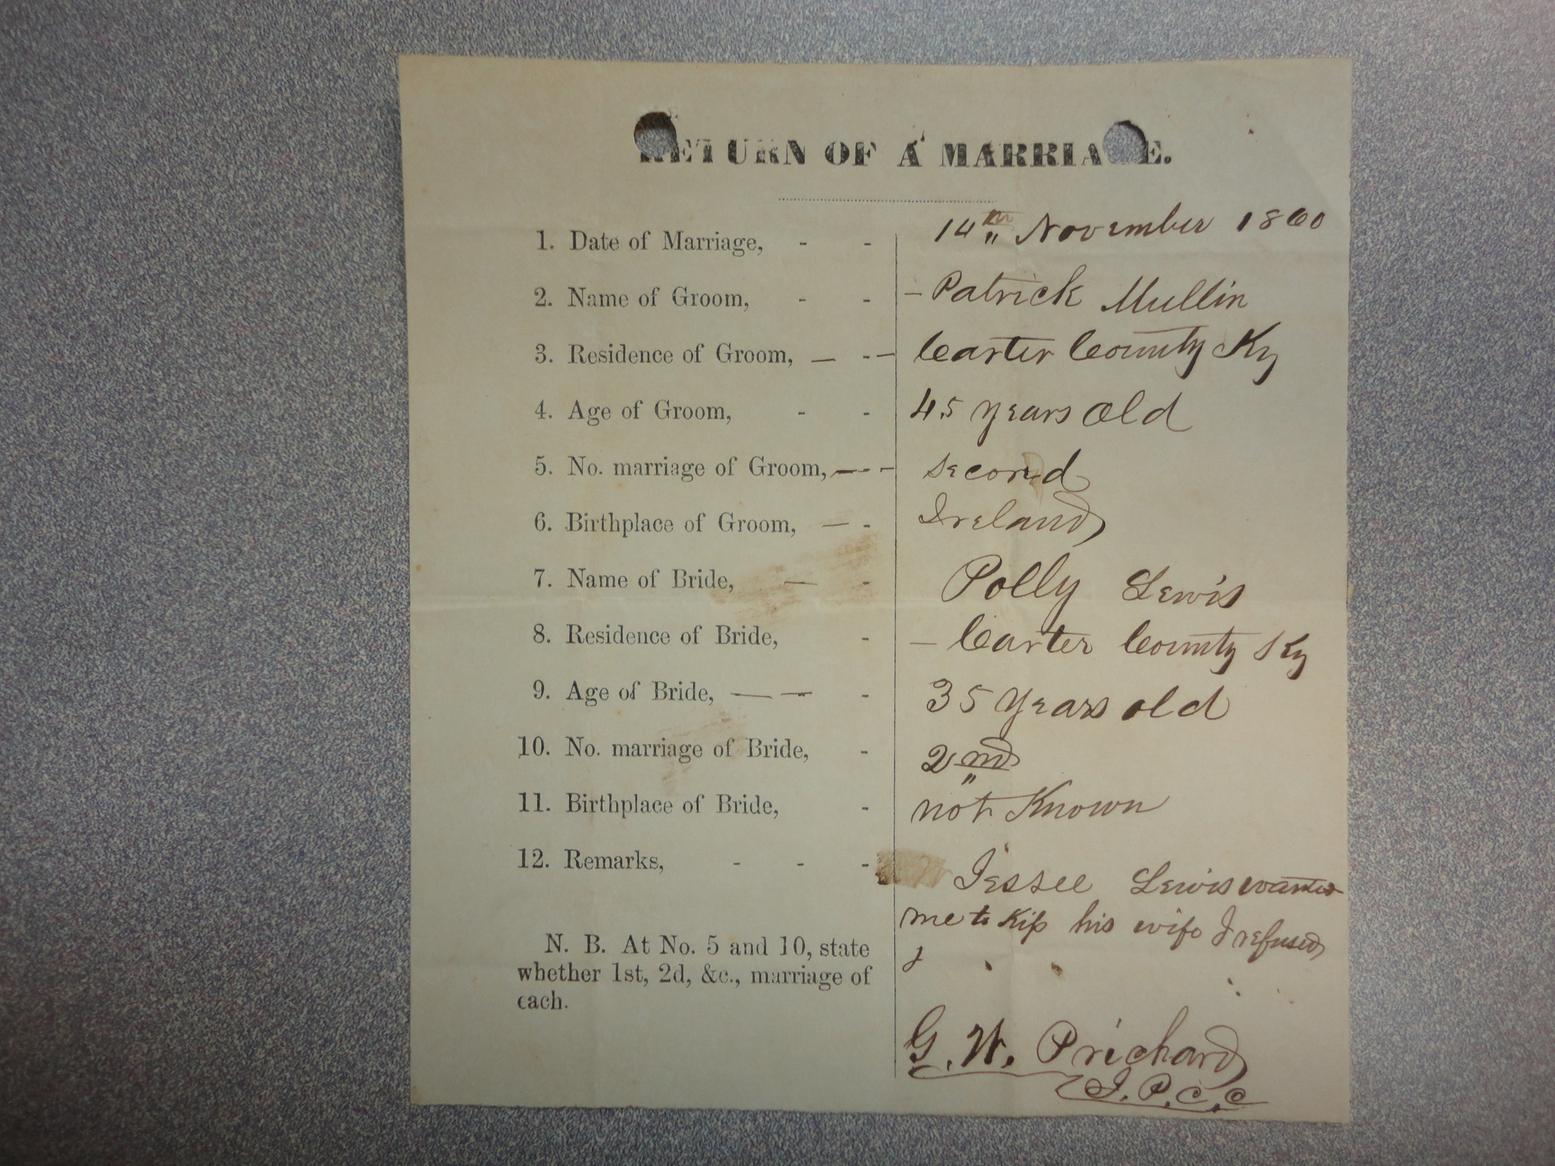 RETURN OF A MARRIAGE.
1. Date of Marriage, - - 14th November 1860
2. Name of Groom, - - - Patrick Mullin
3. Residence of Groom, — - - Carter County Ky
4. Age of Groom, - - 45 years old
5. No. marriage of Groom, — - - second
6. Birthplace of Groom, — - Ireland
7. Name of Bride, — - Polly Lewis
8. Residence of Bride, - — Carter County Ky
9. Age of Bride, — — - 35 years old
10. No. marriage of Bride, - 2nd
11. Birthplace of Bride, - not Known
12. Remarks, - - - Jessee Lewis wanted
me to Kiss his wife I refused
N. B. At No. 5 and 10, state
whether 1st, 2d, &c., marriage of
each.
G. W. Prichard
J. P. C. C